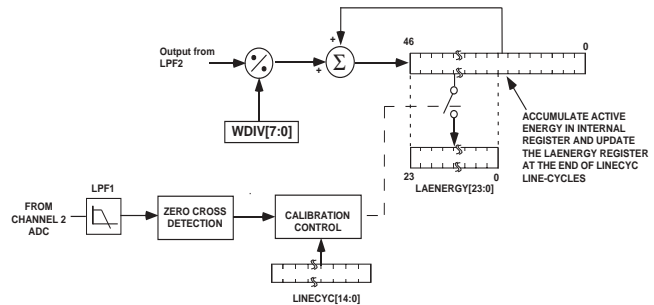 Output from
LPF2
+
+
Σ
46
0
WDIV[7:0]
ACCUMULATE ACTIVE
ENERGY IN INTERNAL
REGISTER AND UPDATE
THE LAENERGY REGISTER
AT THE END OF LINECYC
LINE-CYCLES
23
0
LAENERGY[23:0]
LPF1
FROM
CHANNEL 2
ADC
ZERO CROSS
DETECTION
CALIBRATION
CONTROL
LINECYC[14:0]